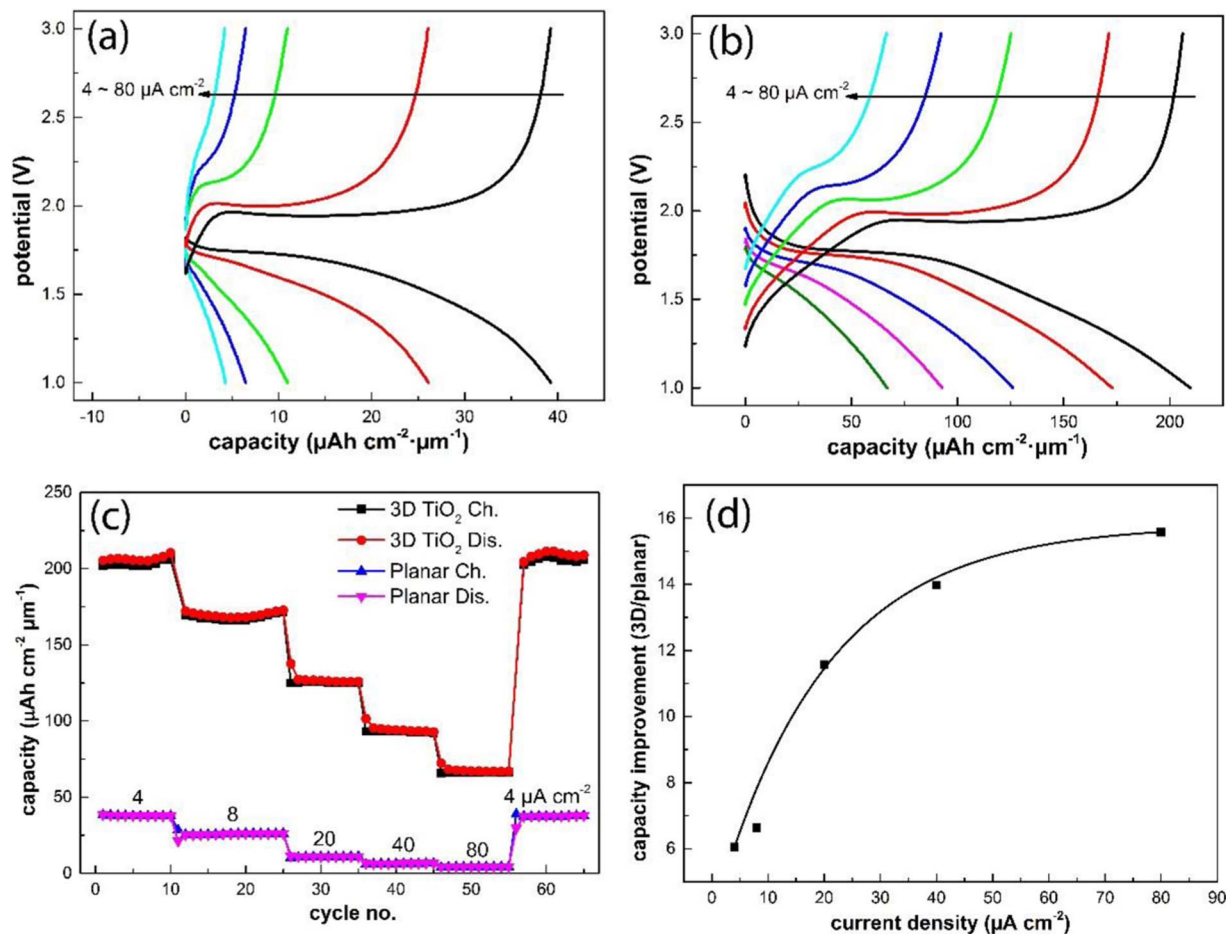 (a)
3.0
2.5
2.0
1.5
1.0
potential (V)
4 ~ 80 µA cm⁻²
-10 0 10 20 30 40
capacity (µAh cm⁻²·µm⁻¹)
(b)
3.0
2.5
2.0
1.5
1.0
potential (V)
4 ~ 80 µA cm⁻²
0 50 100 150 200
capacity (µAh cm⁻²·µm⁻¹)
(c)
250
200
150
100
50
0
capacity (µAh cm⁻² µm⁻¹)
3D TiO₂ Ch.
3D TiO₂ Dis.
Planar Ch.
Planar Dis.
4
8
20
40
80
4 µA cm⁻²
0 10 20 30 40 50 60
cycle no.
(d)
16
14
12
10
8
6
capacity improvement (3D/planar)
0 10 20 30 40 50 60 70 80 90
current density (µA cm⁻²)